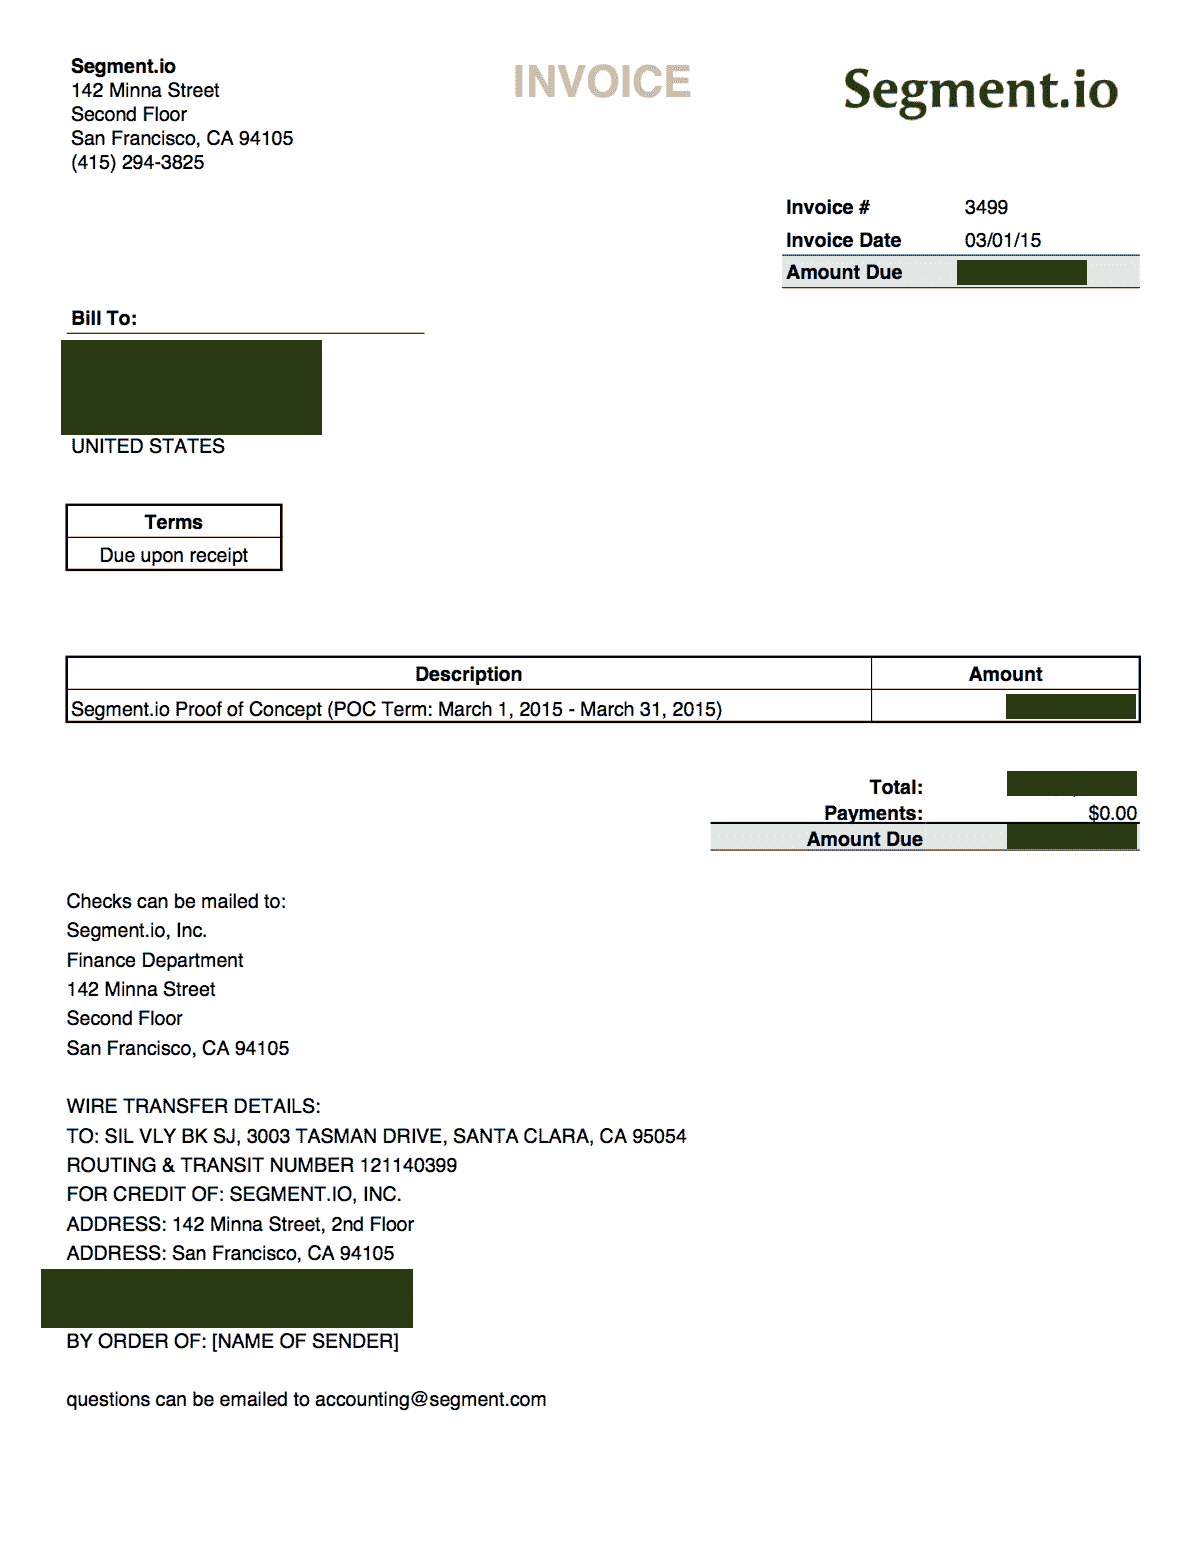 Segment.io
142 Minna Street
Second Floor
San Francisco, CA 94105
(415) 294-3825
INVOICE
Segment.io
Invoice # 3499
Invoice Date 03/01/15
Amount Due
Bill To:
UNITED STATES
Terms
Due upon receipt
Description Amount
Segment.io Proof of Concept (POC Term: March 1, 2015 - March 31, 2015)
Total:
Payments: $0.00
Amount Due
Checks can be mailed to:
Segment.io, Inc.
Finance Department
142 Minna Street
Second Floor
San Francisco, CA 94105
WIRE TRANSFER DETAILS:
TO: SIL VLY BK SJ, 3003 TASMAN DRIVE, SANTA CLARA, CA 95054
ROUTING & TRANSIT NUMBER 121140399
FOR CREDIT OF: SEGMENT.IO, INC.
ADDRESS: 142 Minna Street, 2nd Floor
ADDRESS: San Francisco, CA 94105
BY ORDER OF: [NAME OF SENDER]
questions can be emailed to accounting@segment.com